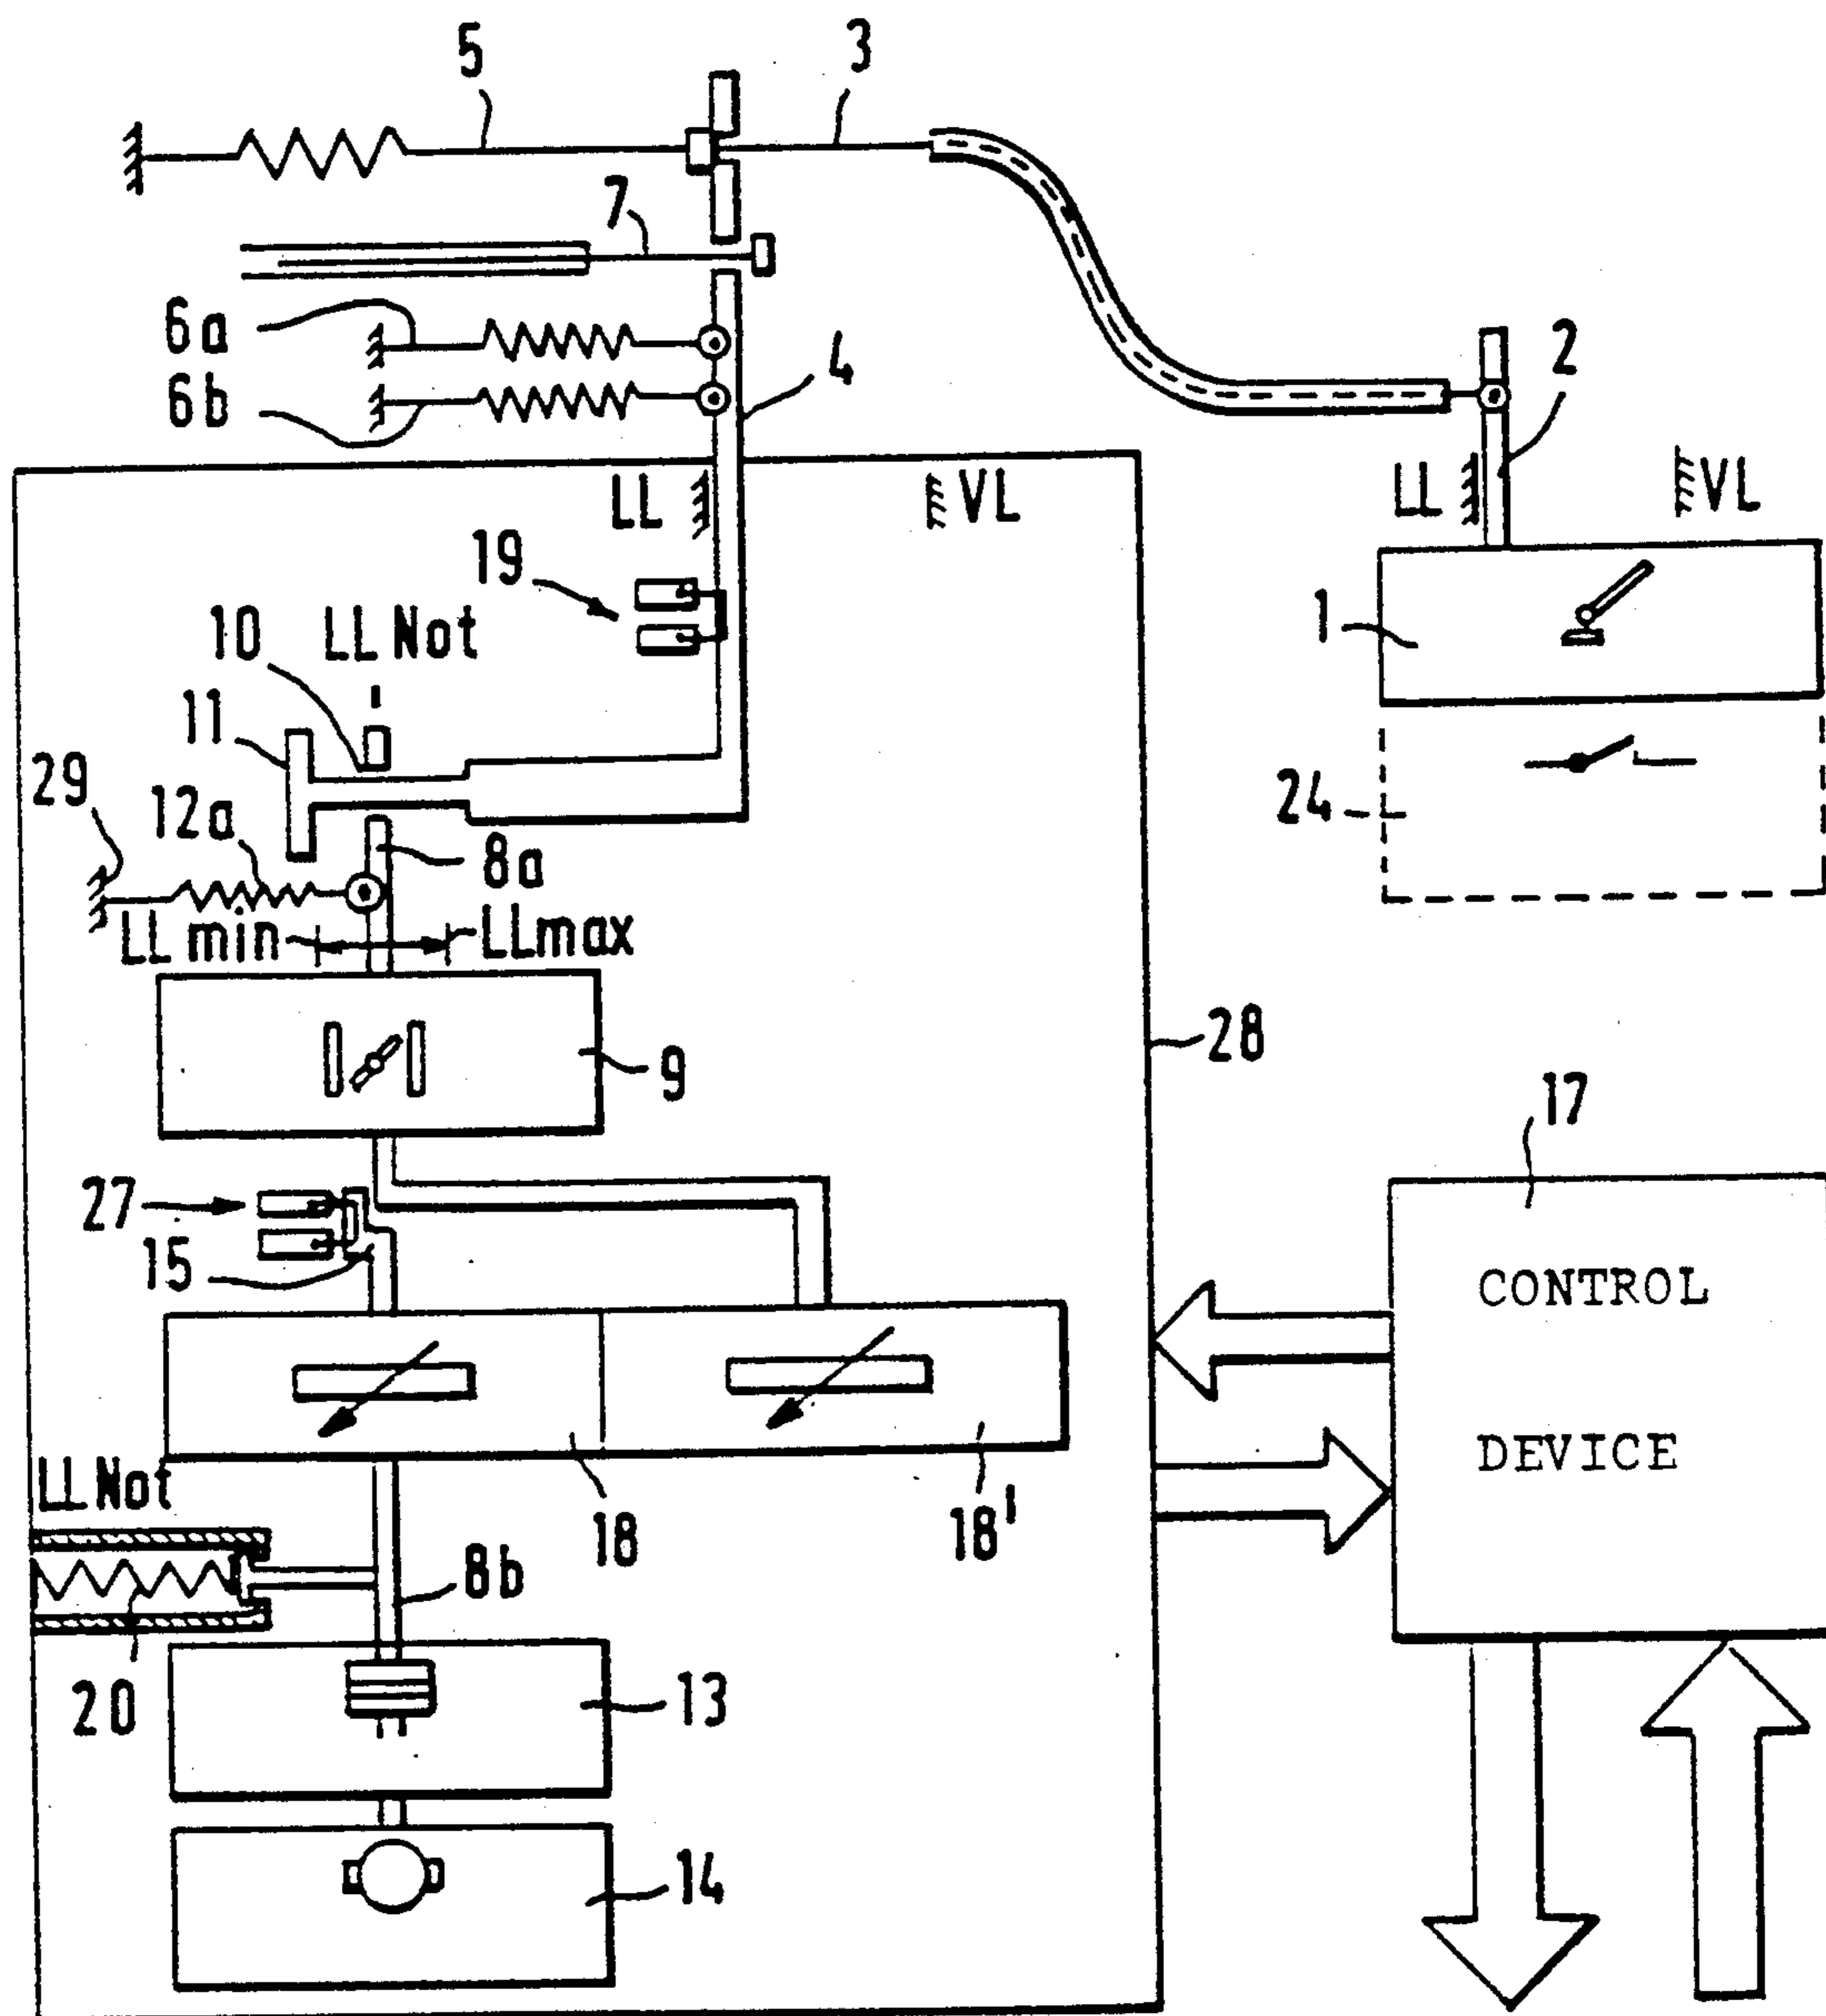 5
3
7
6a
6b
4
2
LL
VL
LL
VL
19
10
LL Not
11
1
29
12a
8a
24
LL min
LLmax
9
28
17
27
15
CONTROL
DEVICE
LL Not
18
18'
8b
20
13
14